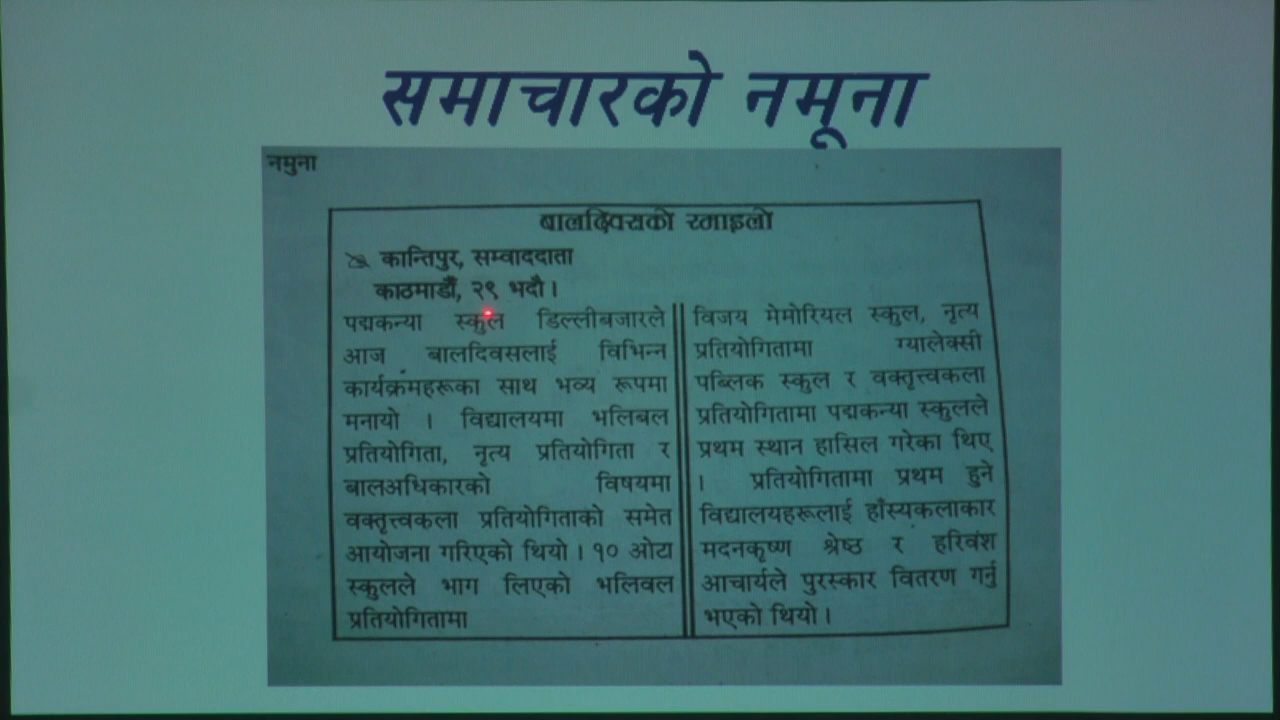 समाचारको नमूना
नमुना
बालदिवसको रमाइलो
कान्तिपुर, सम्वाददाता
काठमाडौँ, २९ भदौ ।
पद्मकन्या स्कुल डिल्लीबजारले
आज बालदिवसलाई विभिन्न
कार्यक्रमहरूका साथ भव्य रूपमा
मनायो । विद्यालयमा भलिबल
प्रतियोगिता, नृत्य प्रतियोगिता र
बालअधिकारको विषयमा
वक्तृत्त्वकला प्रतियोगिताको समेत
आयोजना गरिएको थियो । १० ओटा
स्कुलले भाग लिएको भलिवल
प्रतियोगितामा
विजय मेमोरियल स्कुल, नृत्य
प्रतियोगितामा ग्यालेक्सी
पब्लिक स्कुल र वक्तृत्त्वकला
प्रतियोगितामा पद्मकन्या स्कुलले
प्रथम स्थान हासिल गरेका थिए
। प्रतियोगितामा प्रथम हुने
विद्यालयहरूलाई हाँस्यकलाकार
मदनकृष्ण श्रेष्ठ र हरिवंश
आचार्यले पुरस्कार वितरण गर्नु
भएको थियो ।